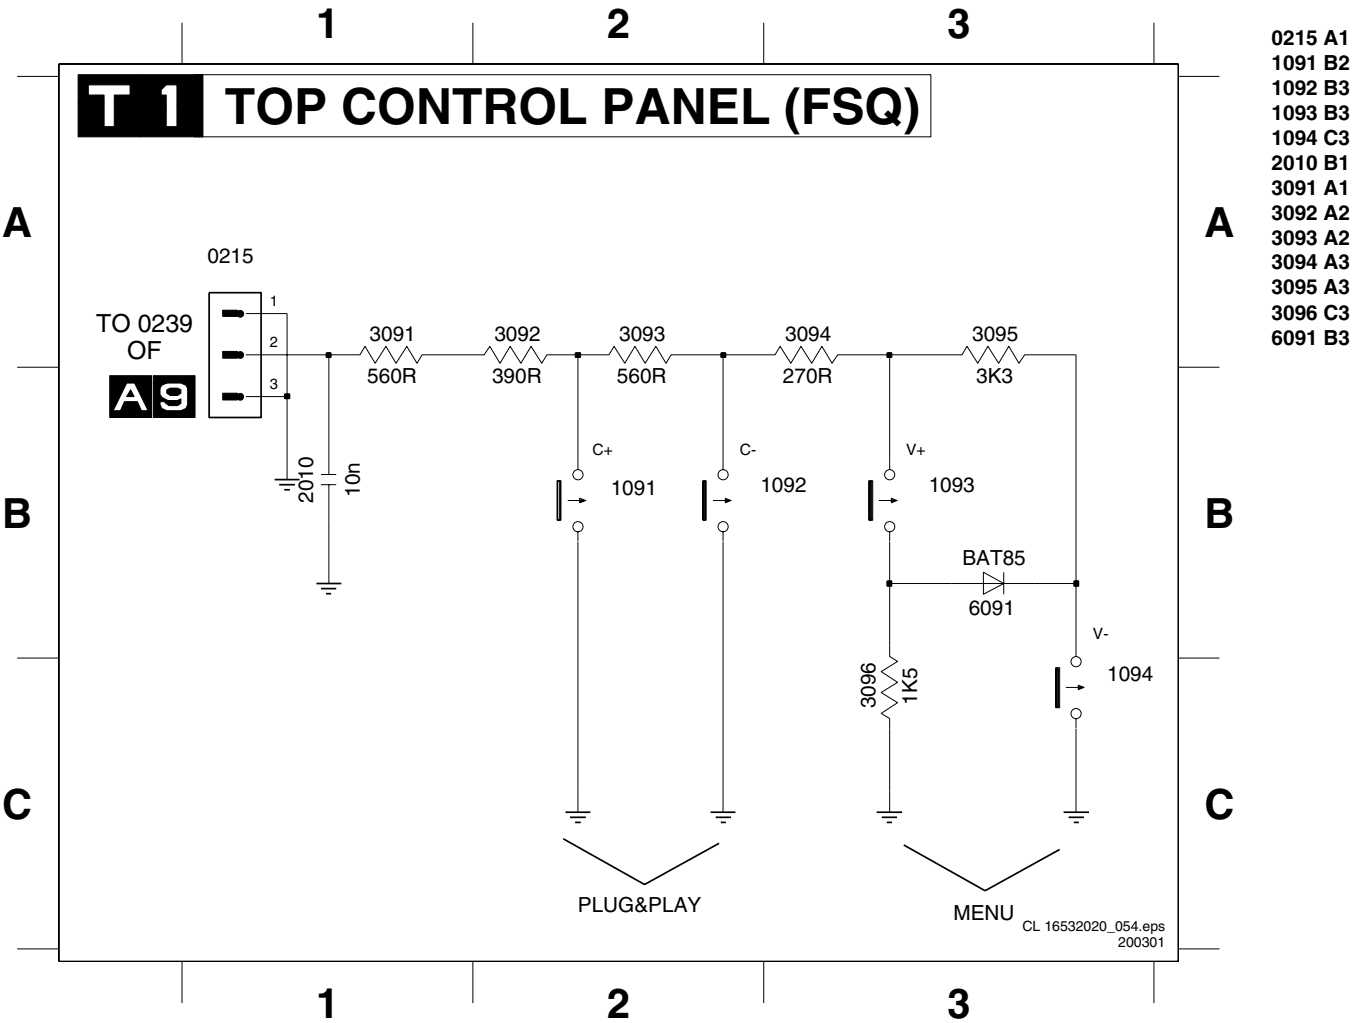 1 2 3
0215 A1
1091 B2
1092 B3
1093 B3
1094 C3
2010 B1
3091 A1
3092 A2
3093 A2
3094 A3
3095 A3
3096 C3
6091 B3
T 1 TOP CONTROL PANEL (FSQ)
A A
0215
TO 0239
OF
A 9
1
2
3
3091 3092 3093 3094 3095
560R 390R 560R 270R 3K3
C+ C- V+
2010 10n
1091 1092 1093
B B
BAT85
6091
V-
3096 1K5
1094
C C
PLUG&PLAY
MENU
CL 16532020_054.eps
200301
1 2 3